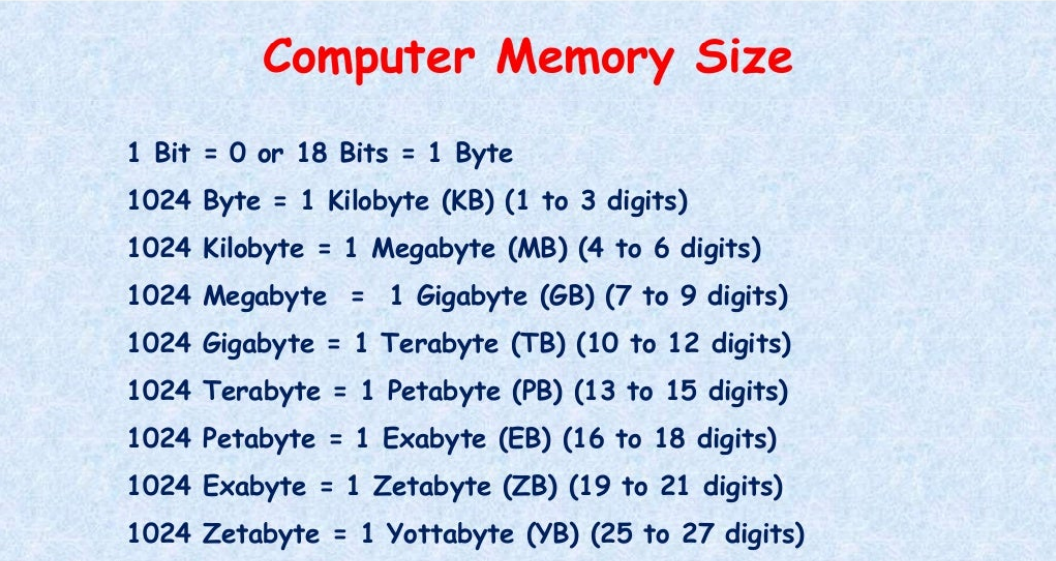 Computer Memory Size
1 Bit = 0 or 18 Bits = 1 Byte
1024 Byte = 1 Kilobyte (KB) (1 to 3 digits)
1024 Kilobyte = 1 Megabyte (MB) (4 to 6 digits)
1024 Megabyte = 1 Gigabyte (GB) (7 to 9 digits)
1024 Gigabyte = 1 Terabyte (TB) (10 to 12 digits)
1024 Terabyte = 1 Petabyte (PB) (13 to 15 digits)
1024 Petabyte = 1 Exabyte (EB) (16 to 18 digits)
1024 Exabyte = 1 Zetabyte (ZB) (19 to 21 digits)
1024 Zetabyte = 1 Yottabyte (YB) (25 to 27 digits)